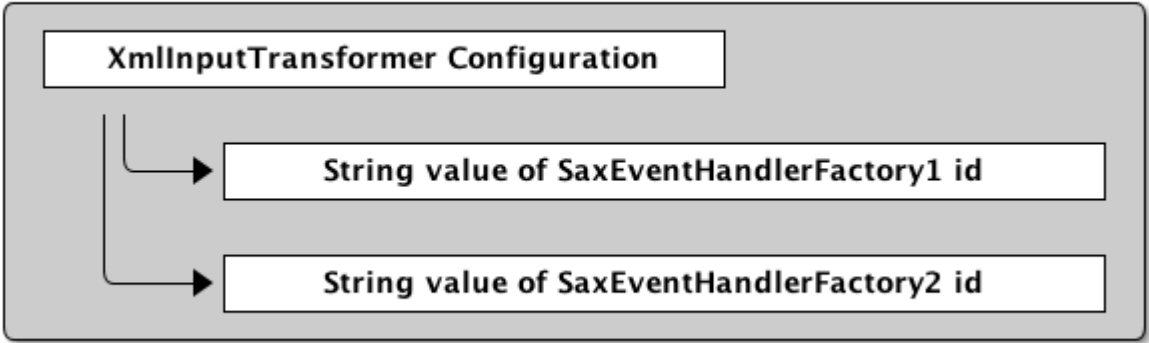 XmlInputTransformer Configuration
String value of SaxEventHandlerFactory1 id
String value of SaxEventHandlerFactory2 id